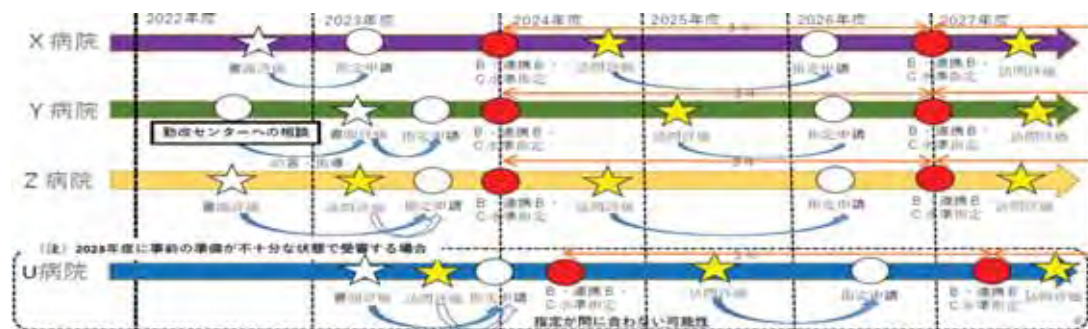 2022年度 2023年度 2024年度 2025年度 2026年度 2027年度
X病院
書面評価 指定申請 B・連携B・C水準指定 訪問評価 指定申請 B・連携B・C水準指定 訪問評価
Y病院
勤改センターへの相談 書面評価 指定申請 B・連携B・C水準指定 訪問評価 指定申請 B・連携B・C水準指定 訪問評価
Z病院
書面評価 訪問評価 指定申請 B・連携B・C水準指定 訪問評価 指定申請 B・連携B・C水準指定 訪問評価
(注) 2023年度に事前の準備が不十分な状態で受審する場合
U病院
書面評価 訪問評価 指定申請 B・連携B・C水準指定 訪問評価 指定申請 B・連携B・C水準指定 訪問評価
指定が間に合わない可能性